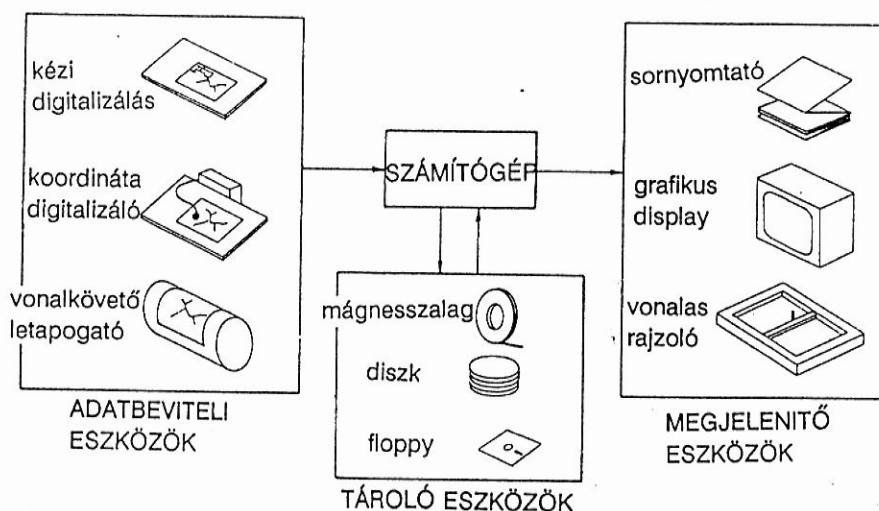 kézi
digitalizálás
koordináta
digitalizáló
vonalkövető
letapogató
ADATBEVITELI
ESZKÖZÖK
SZÁMÍTÓGÉP
mágnesszalag
diszk
floppy
TÁROLÓ ESZKÖZÖK
sornyomtató
grafikus
display
vonalas
rajzoló
MEGJELENITŐ
ESZKÖZÖK